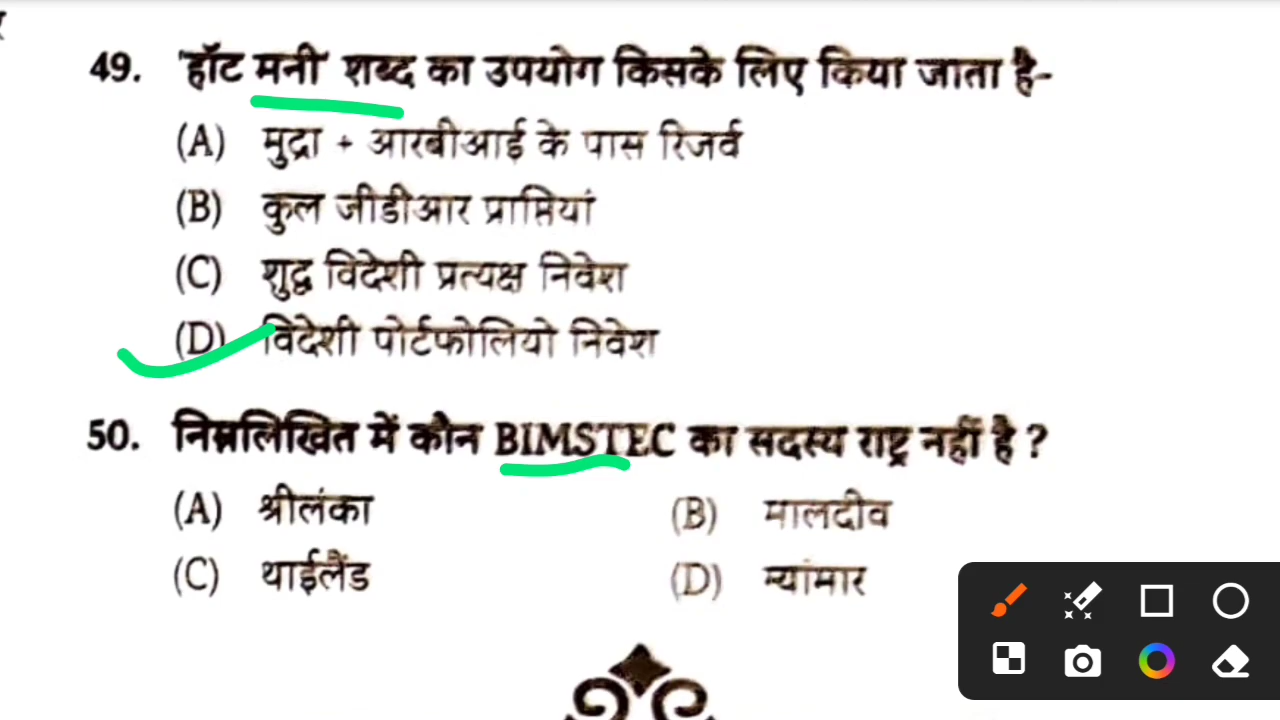 49. 'हॉट मनी' शब्द का उपयोग किसके लिए किया जाता है-
(A) मुद्रा + आरबीआई के पास रिजर्व
(B) कुल जीडीआर प्राप्तियां
(C) शुद्ध विदेशी प्रत्यक्ष निवेश
(D) विदेशी पोर्टफोलियो निवेश
50. निम्नलिखित में कौन BIMSTEC का सदस्य राष्ट्र नहीं है ?
(A) श्रीलंका (B) मालदीव
(C) थाईलैंड (D) म्यांमार